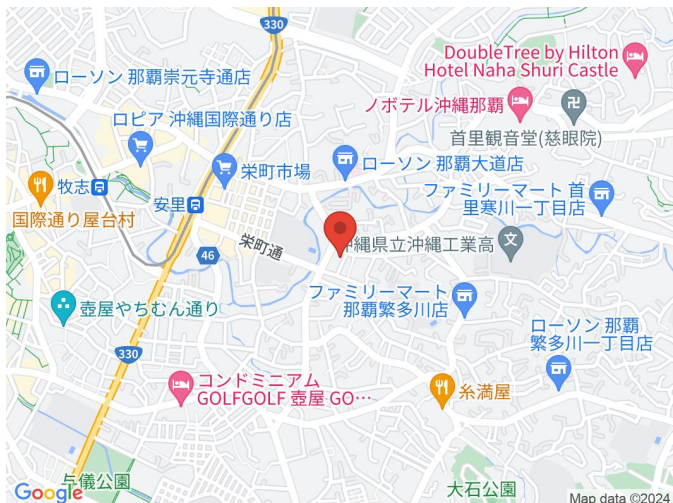 330
DoubleTree by Hilton
Hotel Naha Shuri Castle
ローソン 那覇崇元寺通店
ノボテル沖縄那覇
ロピア 沖縄国際通り店
首里観音堂(慈眼院)
栄町市場
ローソン 那覇大道店
牧志
安里
ファミリーマート 首
里寒川一丁目店
国際通り屋台村
栄町通
46
沖縄県立沖縄工業高
文
壺屋やちむん通り
ファミリーマート
那覇繁多川店
ローソン 那覇
繁多川一丁目店
330
コンドミニアム
GOLFGOLF 壺屋 GO…
糸満屋
与儀公園
大石公園
Google
Map data ©2024